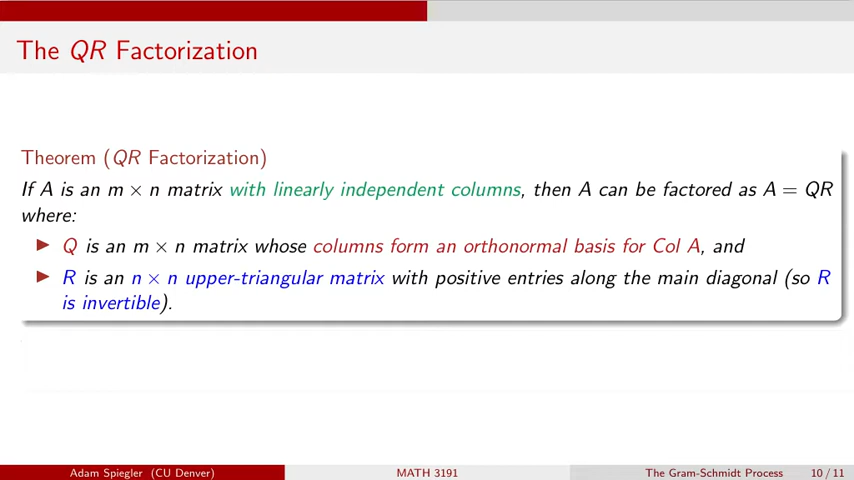 The QR Factorization
Theorem (QR Factorization)
If A is an m × n matrix with linearly independent columns, then A can be factored as A = QR
where:
▶ Q is an m × n matrix whose columns form an orthonormal basis for Col A, and
▶ R is an n × n upper-triangular matrix with positive entries along the main diagonal (so R
is invertible).
Adam Spiegler (CU Denver) MATH 3191 The Gram-Schmidt Process 10 / 11